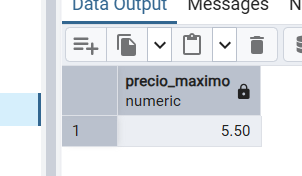 Data Output Messages N
precio_maximo
numeric
1 5.50